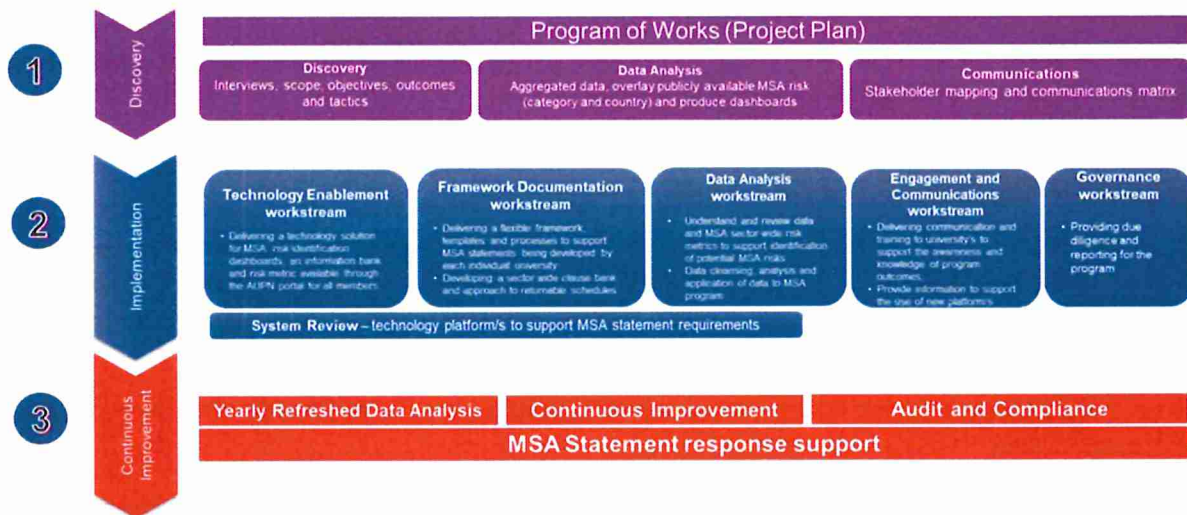 1
Discovery
Program of Works (Project Plan)
Discovery
Interviews, scope, objectives, outcomes
and tactics
Data Analysis
Aggregated data, overlay publicly available MSA risk
(category and country) and produce dashboards
Communications
Stakeholder mapping and communications matrix
2
Implementation
Technology Enablement
workstream
• Delivering a technology solution
for MSA risk identification
dashboards, an information bank
and risk metric available through
the AUPN portal for all members
Framework Documentation
workstream
• Delivering a flexible framework,
templates and processes to support
MSA statements being developed by
each individual university
• Developing a sector wide clause bank
and approach to returnable schedules
Data Analysis
workstream
• Understand and review data
and MSA sector-wide risk
metrics to support identification
of potential MSA risks
• Data cleansing, analysis and
application of data to MSA
program
Engagement and
Communications
workstream
• Delivering communication and
training to university's to
support the awareness and
knowledge of program
outcomes.
• Provide information to support
the use of new platform/s
Governance
workstream
• Providing due
diligence and
reporting for the
program
System Review – technology platform/s to support MSA statement requirements
3
Continuous
Improvement
Yearly Refreshed Data Analysis
Continuous Improvement
Audit and Compliance
MSA Statement response support